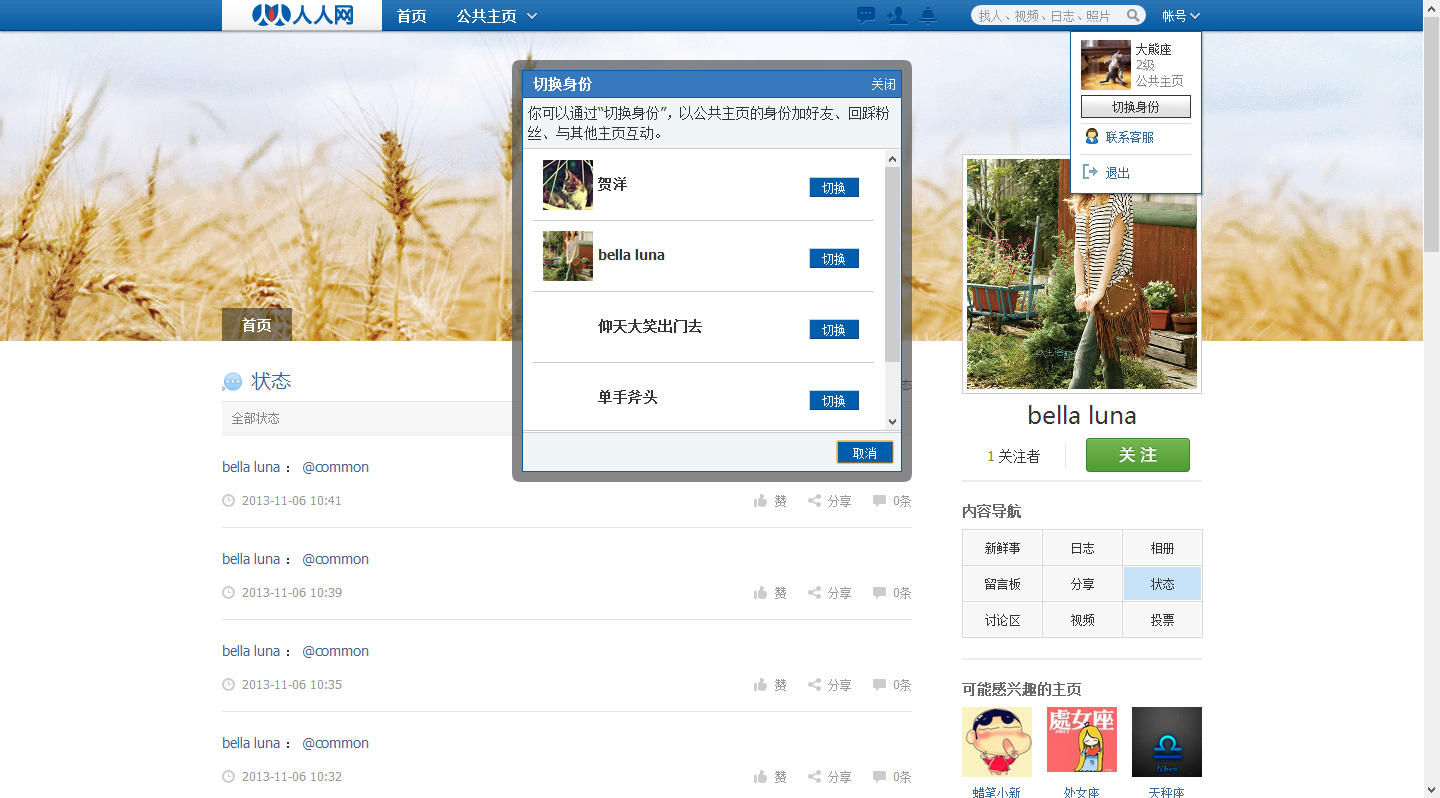 人人网
首页
公共主页
找人、视频、日志、照片
帐号
大熊座
2级
公共主页
切换身份
联系客服
退出
切换身份
关闭
你可以通过“切换身份”，以公共主页的身份加好友、回踩粉
丝、与其他主页互动。
贺洋
切换
bella luna
切换
仰天大笑出门去
切换
单手斧头
切换
取消
首页
状态
全部状态
bella luna ： @common
2013-11-06 10:41
赞
分享
0条
bella luna ： @common
2013-11-06 10:39
赞
分享
0条
bella luna ： @common
2013-11-06 10:35
赞
分享
0条
bella luna ： @common
2013-11-06 10:32
赞
分享
0条
bella luna
1 关注者
关 注
内容导航
新鲜事
日志
相册
留言板
分享
状态
讨论区
视频
投票
可能感兴趣的主页
處女座
libra
蜡笔小新
处女座
天秤座